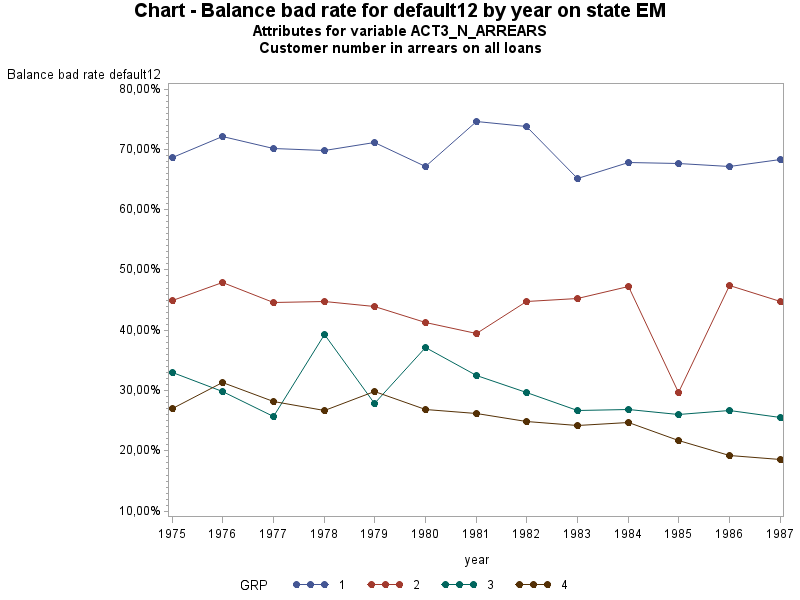 Chart - Balance bad rate for default12 by year on state EM
Attributes for variable ACT3_N_ARREARS
Customer number in arrears on all loans
Balance bad rate default12
80,00%
70,00%
60,00%
50,00%
40,00%
30,00%
20,00%
10,00%
1975 1976 1977 1978 1979 1980 1981 1982 1983 1984 1985 1986 1987
year
GRP 1 2 3 4